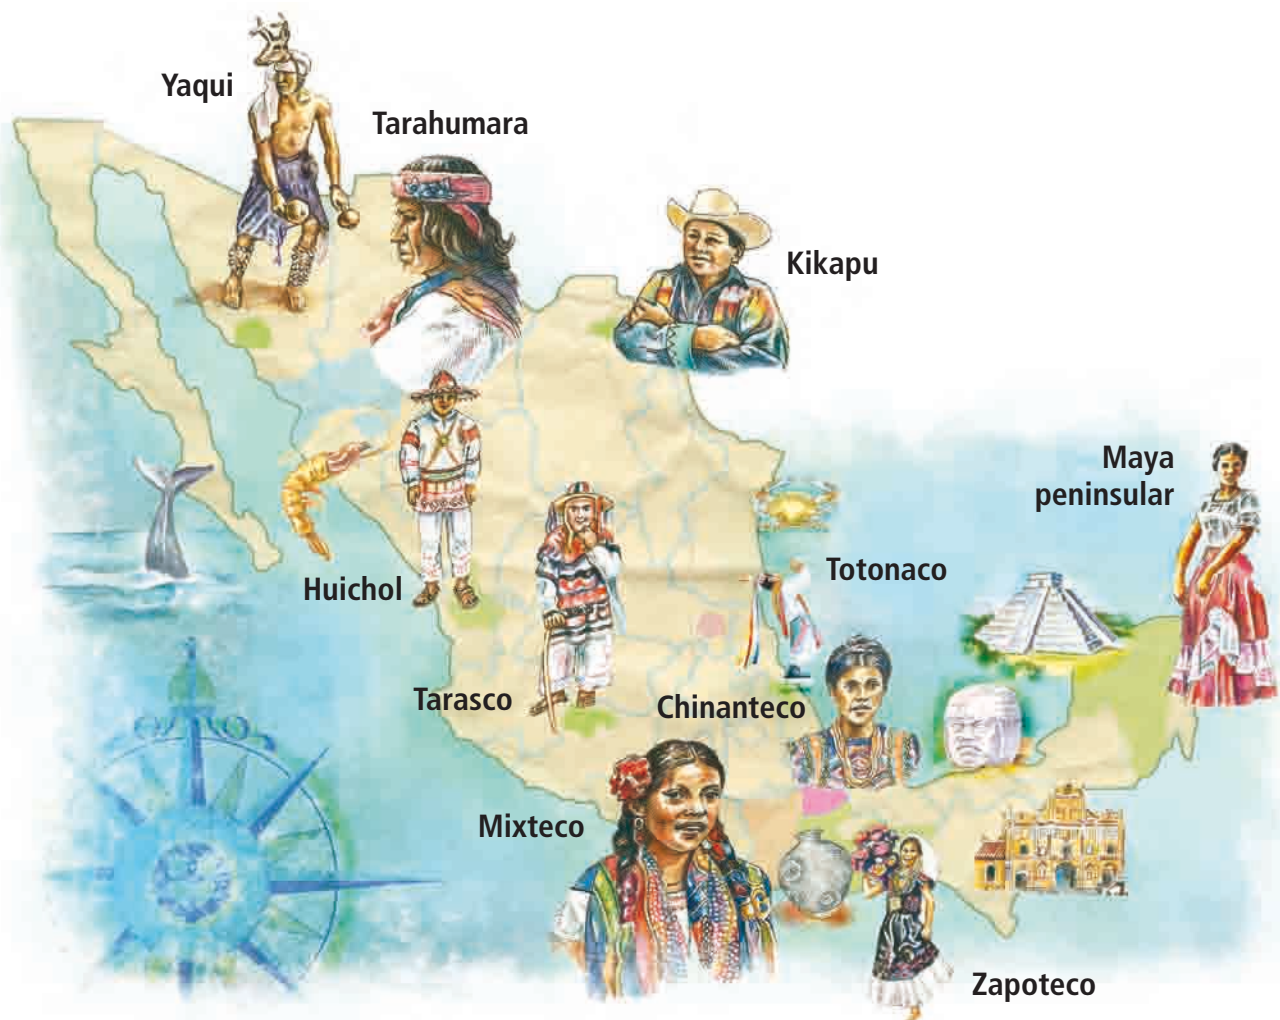 Yaqui
Tarahumara
Kikapu
Maya
peninsular
Totonaco
Huichol
Tarasco
Chinanteco
Mixteco
Zapoteco